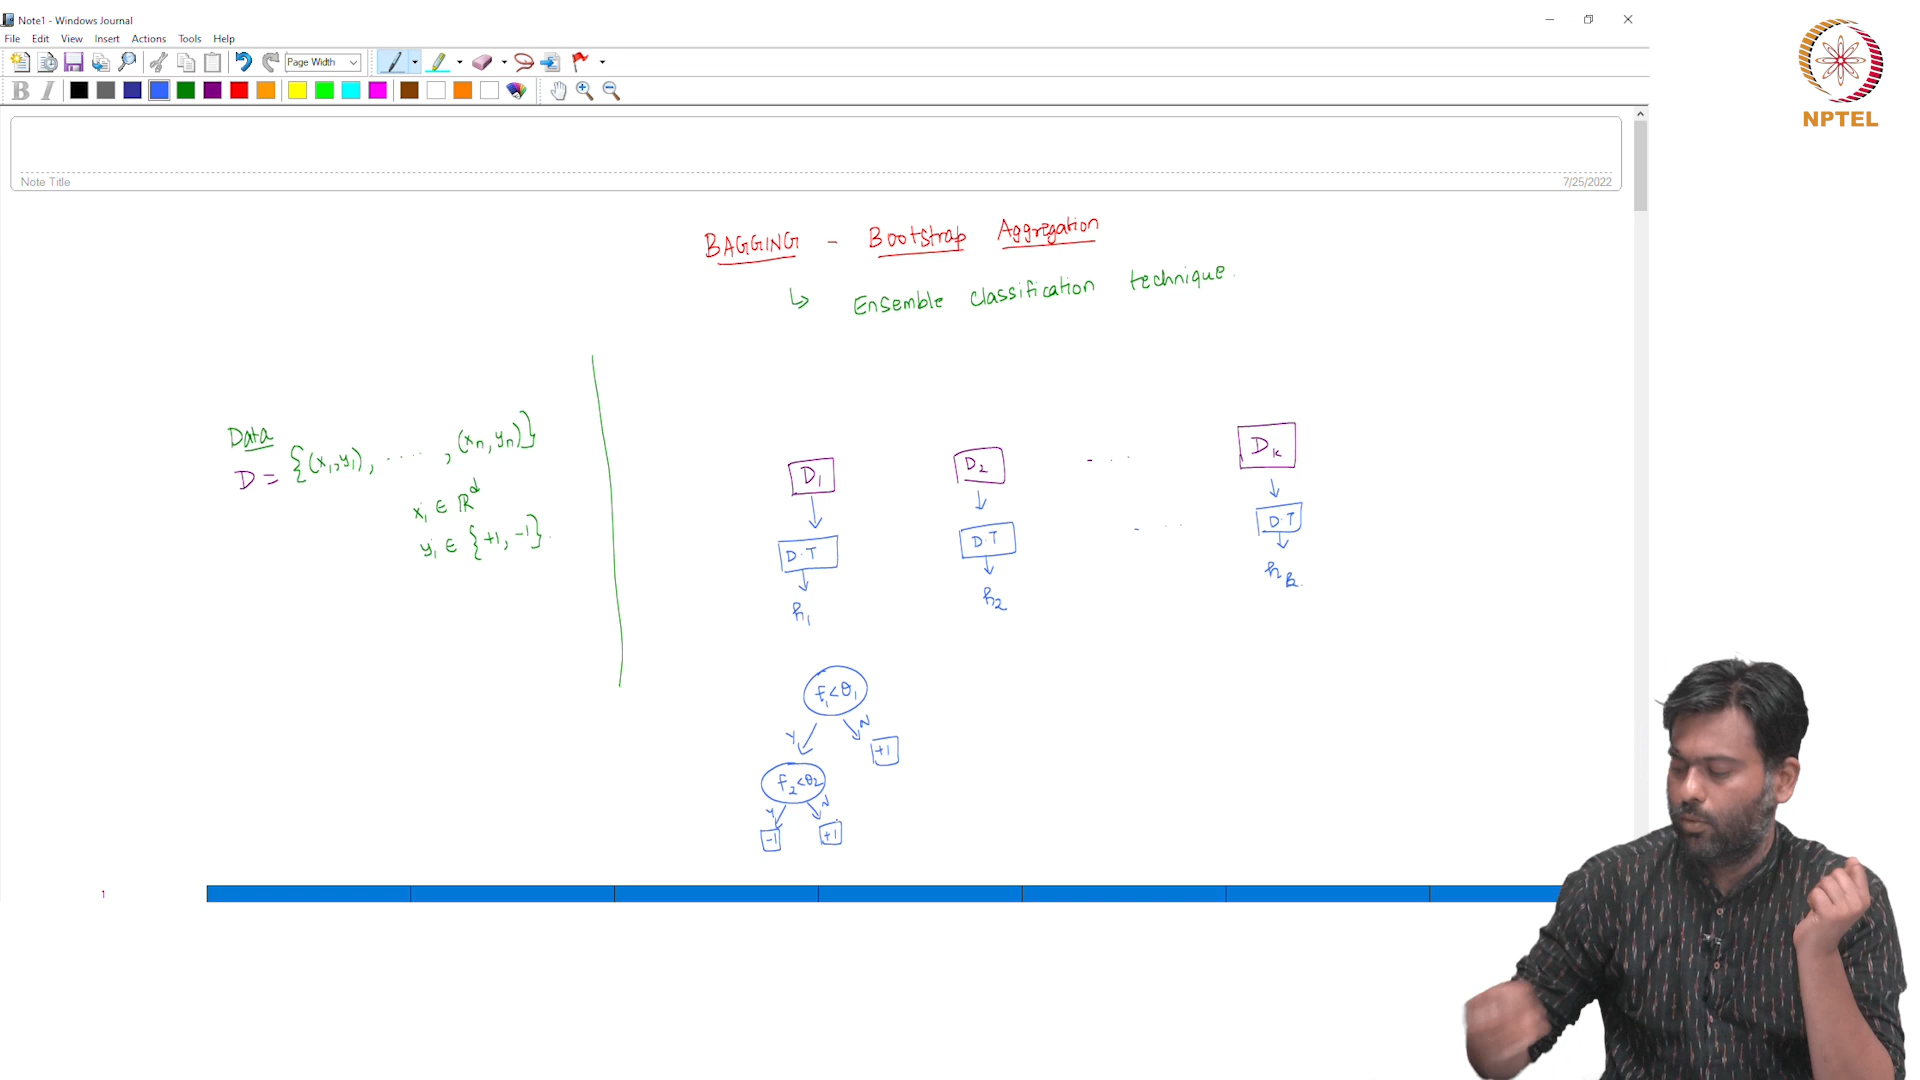 Note1 - Windows Journal
File Edit View Insert Actions Tools Help
Page Width
B I
NPTEL
Note Title
7/25/2022
BAGGING - Bootstrap Aggregation
↳ Ensemble classification technique.
Data
D = {(x₁,y₁), ..... , (xₙ,yₙ)}
xᵢ ∈ ℝᵈ
yᵢ ∈ {+1, -1}.
D₁ D₂ - ... Dₖ
D.T D.T - ... D.T
h₁ h₂ hₖ.
f₁<θ₁
Y N
+1
f₂<θ₂
Y N
-1 +1
1